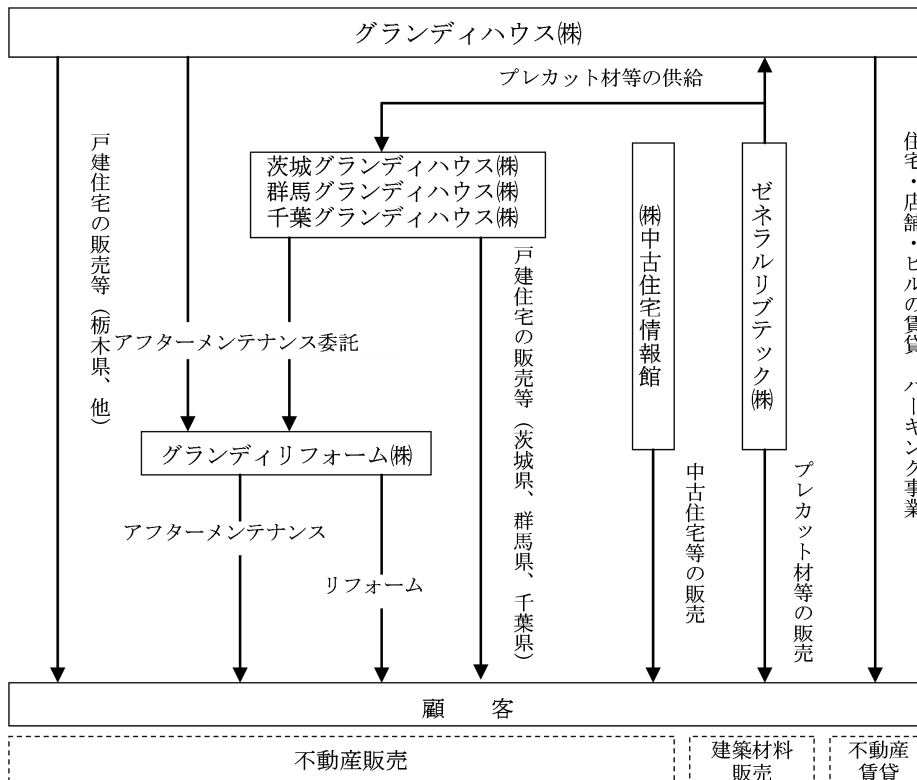 グランディハウス㈱
プレカット材等の供給
戸建住宅の販売等（栃木県、他）
茨城グランディハウス㈱
群馬グランディハウス㈱
千葉グランディハウス㈱
㈱中古住宅情報館
ゼネラルリブテック㈱
住宅・店舗・ビルの賃貸　パーキング事業
アフターメンテナンス委託
戸建住宅の販売等（茨城県、群馬県、千葉県）
グランディリフォーム㈱
アフターメンテナンス
リフォーム
中古住宅等の販売
プレカット材等の販売
顧　客
不動産販売
建築材料
販売
不動産
賃貸